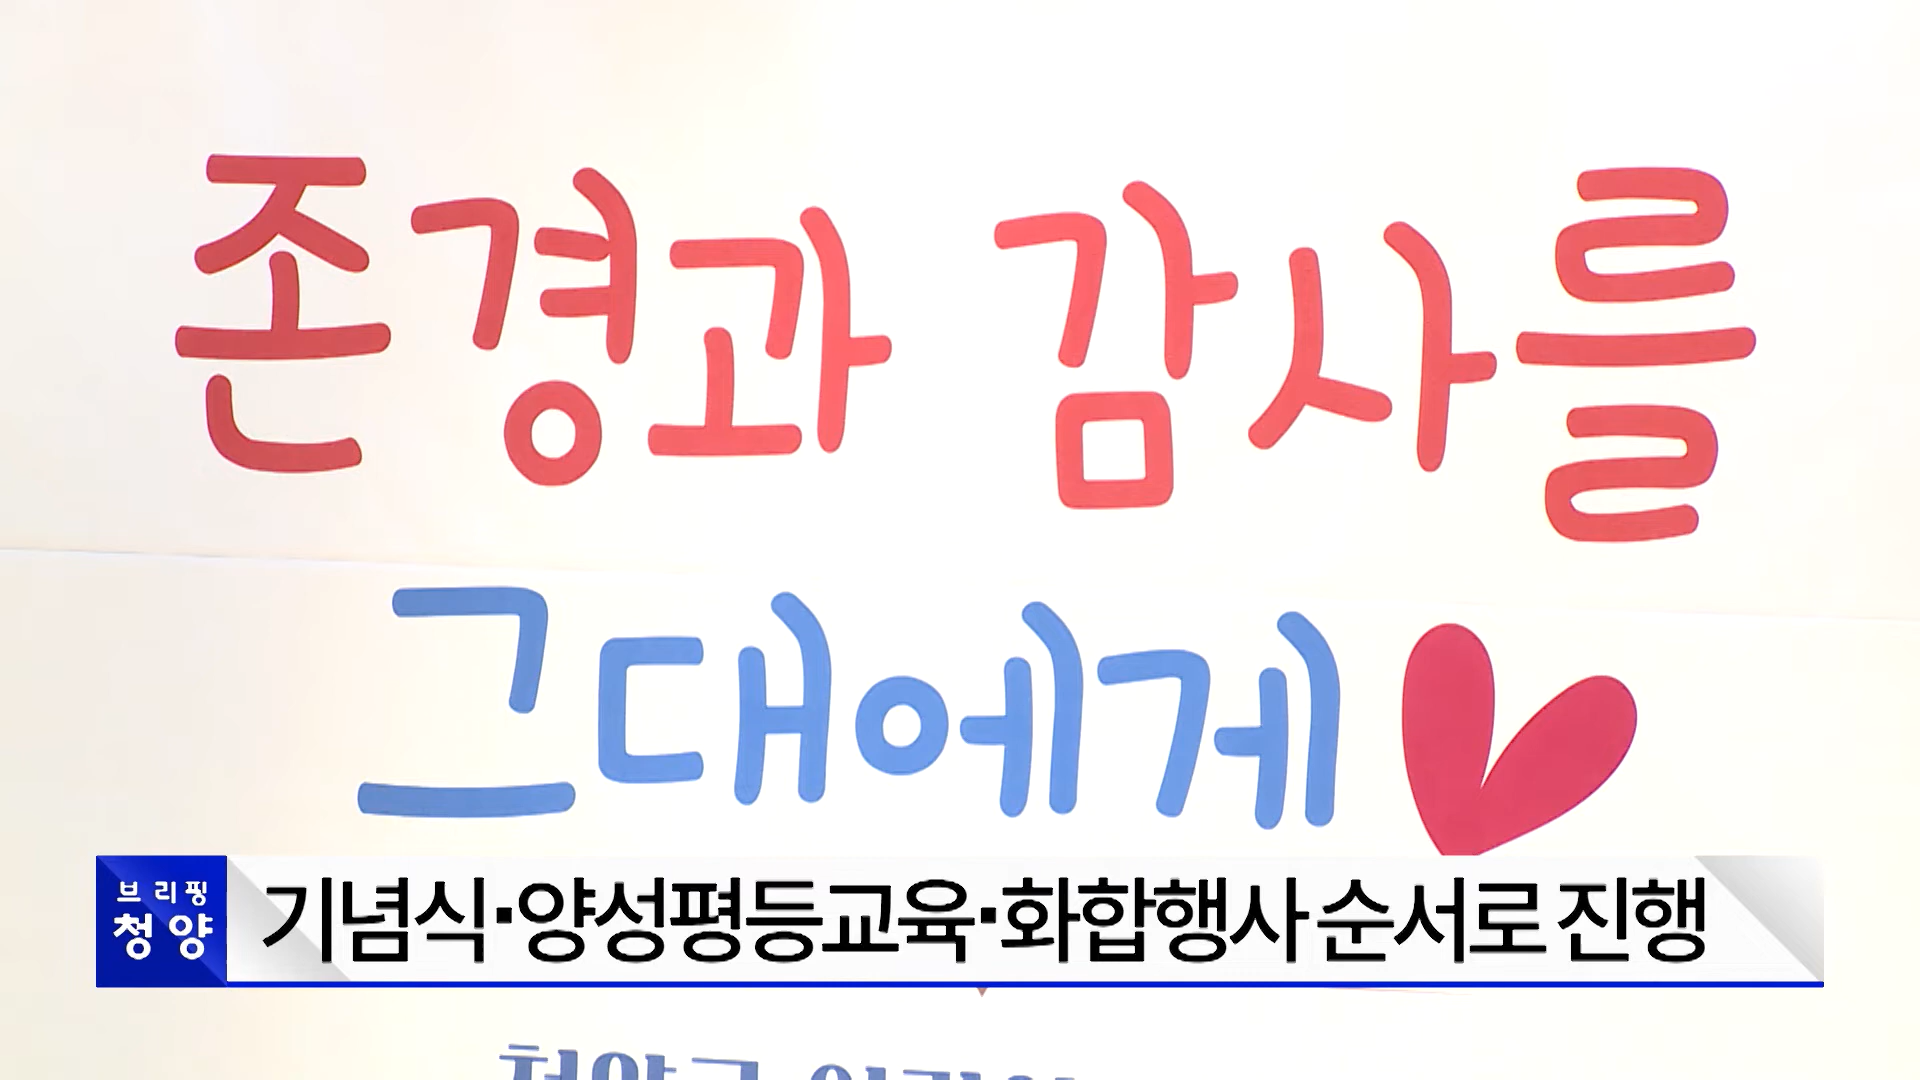 존경과 감사를
그대에게
브리핑
청양
기념식·양성평등교육·화합행사 순서로 진행